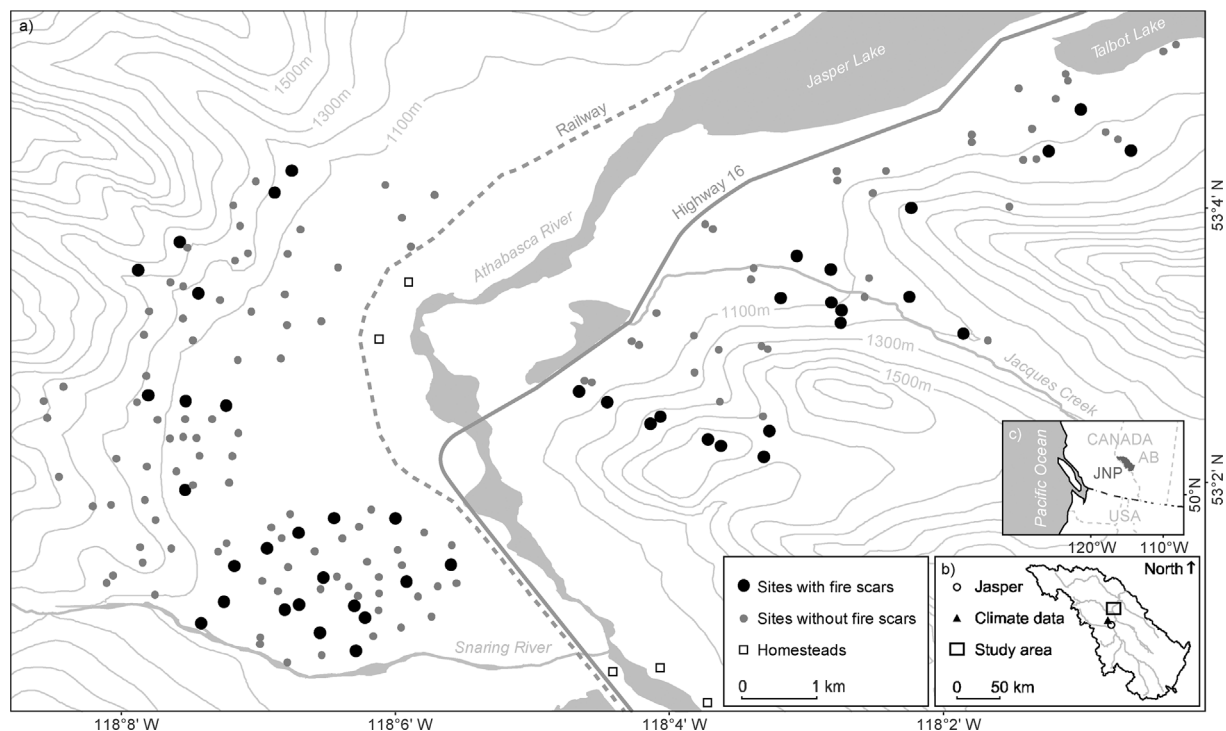 a)
1500m
1300m
1100m
Railway
Jasper Lake
Talbot Lake
Highway 16
Athabasca River
53°4' N
1100m
1300m
1500m
Jacques Creek
c)
CANADA
AB
JNP
Pacific Ocean
USA
50°N
120°W
110°W
53°2' N
Sites with fire scars
Sites without fire scars
Homesteads
0 1 km
b)
North ↑
Jasper
Climate data
Study area
0 50 km
Snaring River
118°8' W
118°6' W
118°4' W
118°2' W